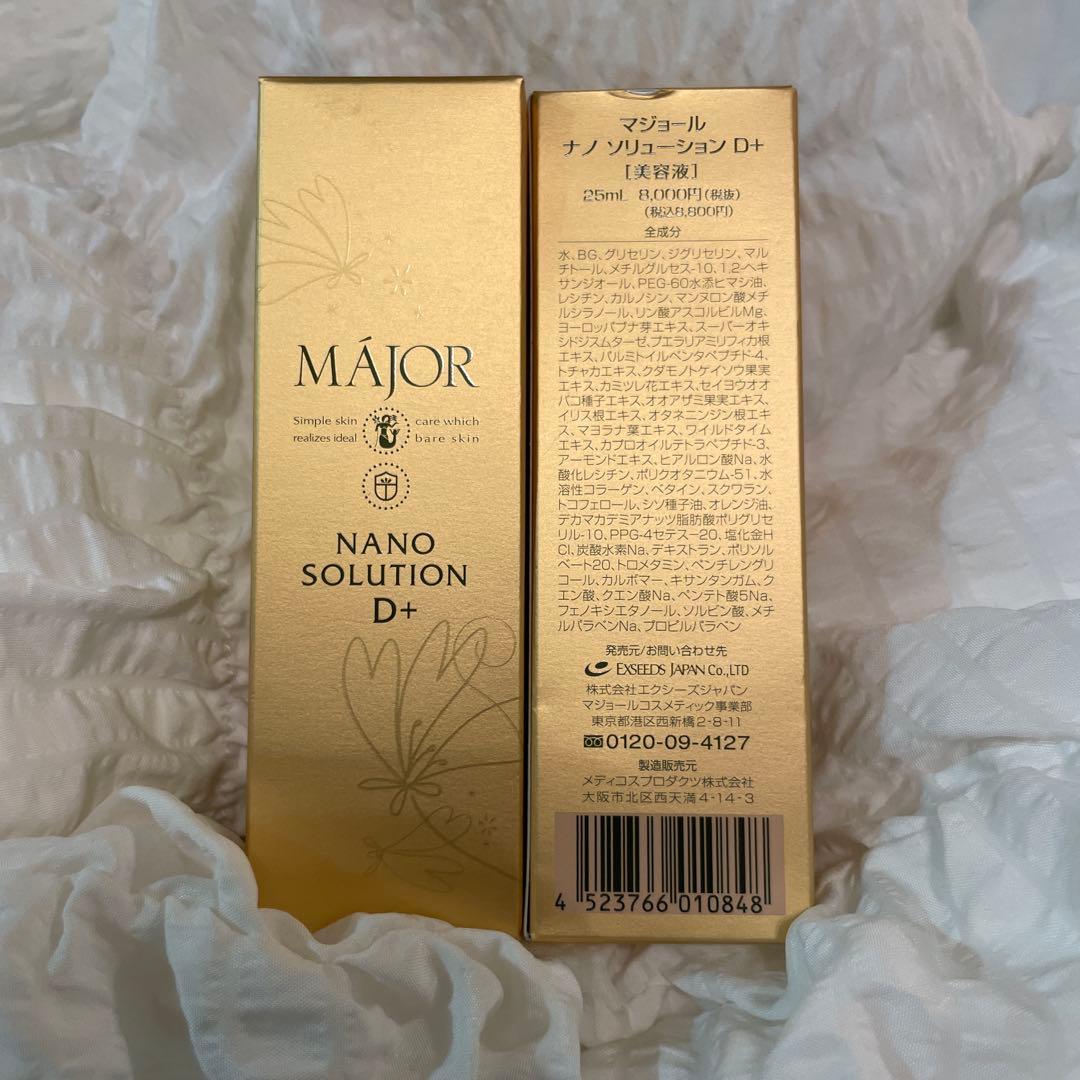 MÁJOR
Simple skin care which
realizes ideal bare skin
NANO
SOLUTION
D+
マジョール
ナノ ソリューション D+
[美容液]
25mL 8,000円(税抜)
(税込8,800円)
全成分
水、BG、グリセリン、ジグリセリン、マル
チトール、メチルグルセス-10、1,2-ヘキ
サンジオール、PEG-60水添ヒマシ油、
レシチン、カルノシン、マンヌロン酸メチ
ルシラノール、リン酸アスコルビルMg、
ヨーロッパブナ芽エキス、スーパーオキ
シドジスムターゼ、プエラリアミリフィカ根
エキス、パルミトイルペンタペプチド-4、
トチャカエキス、クダモノトケイソウ果実
エキス、カミツレ花エキス、セイヨウオオ
バコ種子エキス、オオアザミ果実エキス、
イリス根エキス、オタネニンジン根エキ
ス、マヨラナ葉エキス、ワイルドタイム
エキス、カプロオイルテトラペプチド-3、
アーモンドエキス、ヒアルロン酸Na、水
酸化レシチン、ポリクオタニウム-51、水
溶性コラーゲン、ベタイン、スクワラン、
トコフェロール、シソ種子油、オレンジ油、
デカマカデミアナッツ脂肪酸ポリグリセ
リル-10、PPG-4セテスー20、塩化金H
Cl、炭酸水素Na、デキストラン、ポリソル
ベート20、トロメタミン、ペンチレングリ
コール、カルボマー、キサンタンガム、ク
エン酸、クエン酸Na、ペンテト酸5Na、
フェノキシエタノール、ソルビン酸、メチ
ルパラベンNa、プロピルパラベン
発売元/お問い合わせ先
EXSEEDS JAPAN Co.,LTD
株式会社エクシーズジャパン
マジョールコスメティック事業部
東京都港区西新橋2-8-11
0120-09-4127
製造販売元
メディコスプロダクツ株式会社
大阪市北区西天満4-14-3
4 523766 010848